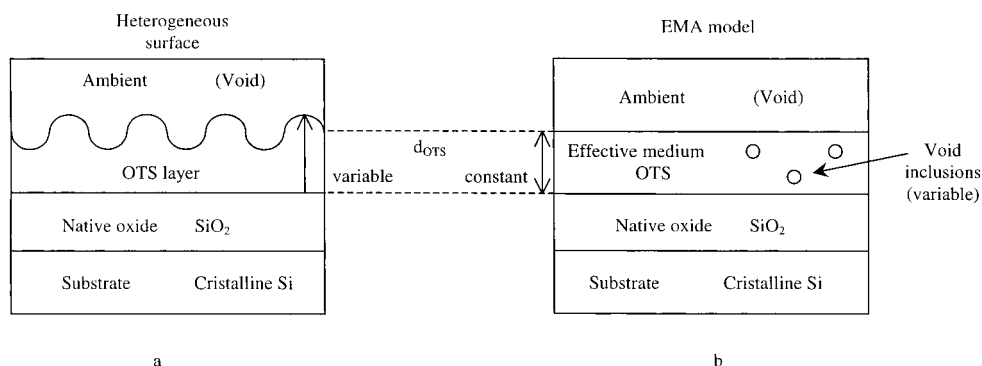 Heterogeneous
surface
EMA model
Ambient (Void)
OTS layer
variable
Native oxide SiO₂
Substrate Cristalline Si
a
d_OTS
constant
Ambient (Void)
Effective medium
OTS
Void
inclusions
(variable)
Native oxide SiO₂
Substrate Cristalline Si
b